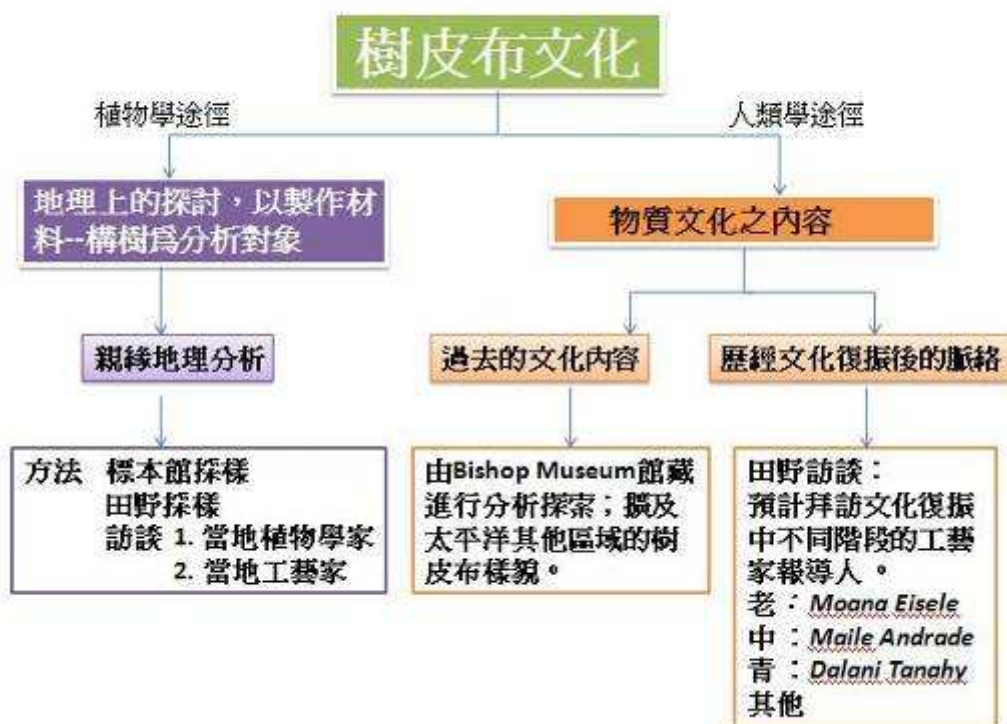 樹皮布文化
植物學途徑
人類學途徑
地理上的探討，以製作材
料--構樹爲分析對象
物質文化之內容
親緣地理分析
過去的文化內容
歷經文化復振後的脈絡
方法 標本館採樣
田野採樣
訪談 1. 當地植物學家
2. 當地工藝家
由Bishop Museum館藏
進行分析探索；擴及
太平洋其他區域的樹
皮布樣貌。
田野訪談：
預計拜訪文化復振
中不同階段的工藝
家報導人。
老：Moana Eisele
中：Maile Andrade
青：Dalani Tanahy
其他